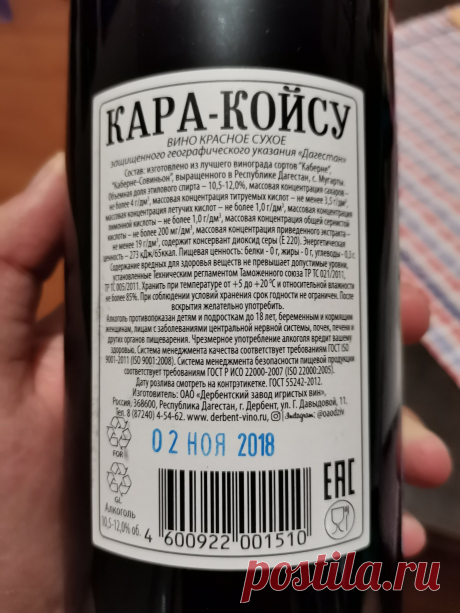 КАРА-КОЙСУ
ВИНО КРАСНОЕ СУХОЕ
защищённого географического указания «Дагестан»
Состав: изготовлено из лучшего винограда сортов "Каберне",
"Каберне-Совиньон", выращенного в Республике Дагестан, с. Мугарты.
Объемная доля этилового спирта – 10,5-12,0%, массовая концентрация сахаров –
не более 4 г/дм³, массовая концентрация титруемых кислот – не менее 3,5 г/дм³,
массовая концентрация летучих кислот – не более 1,0 г/дм³, массовая концентрация
лимонной кислоты – не более 1,0 г/дм³, массовая концентрация общей сернистой
кислоты – не более 200 мг/дм³, массовая концентрация приведенного экстракта –
не менее 19 г/дм³, содержит консервант диоксид серы (Е 220). Энергетическая
ценность – 273 кДж/65ккал. Пищевая ценность: белки - 0 г, жиры - 0 г, углеводы - 0,3 г.
Содержание вредных для здоровья веществ не превышает допустимые уровни,
установленные Техническим регламентом Таможенного союза ТР ТС 021/2011,
ТР ТС 005/2011. Хранить при температуре от +5 до +20 °С и относительной влажности
не более 85%. При соблюдении условий хранения срок годности не ограничен. После
вскрытия употребить желательно сразу.
Алкоголь противопоказан детям и подросткам до 18 лет, беременным и кормящим
женщинам, лицам с заболеваниями центральной нервной системы, почек, печени и
других органов пищеварения. Чрезмерное употребление алкоголя вредит вашему
здоровью. Система менеджмента качества соответствует требованиям ГОСТ ISO
9001-2011 (ISO 9001:2008). Система менеджмента безопасности пищевой продукции
соответствует требованиям ГОСТ Р ИСО 22000-2007 (ISO 22000:2005).
Дата розлива смотреть на контрэтикетке. ГОСТ 55242-2012.
Изготовитель: ОАО «Дербентский завод игристых вин»,
Россия, 368600, Республика Дагестан, г. Дербент, ул. Г. Давыдовой, 11.
Тел. 8 (87240) 4-54-62. www.derbent-vino.ru Instagram: @oaodziv
02 НОЯ 2018
FOR
GL
Алкоголь
10,5-12,0% об.
EAC
4 600922 001510
postila.ru